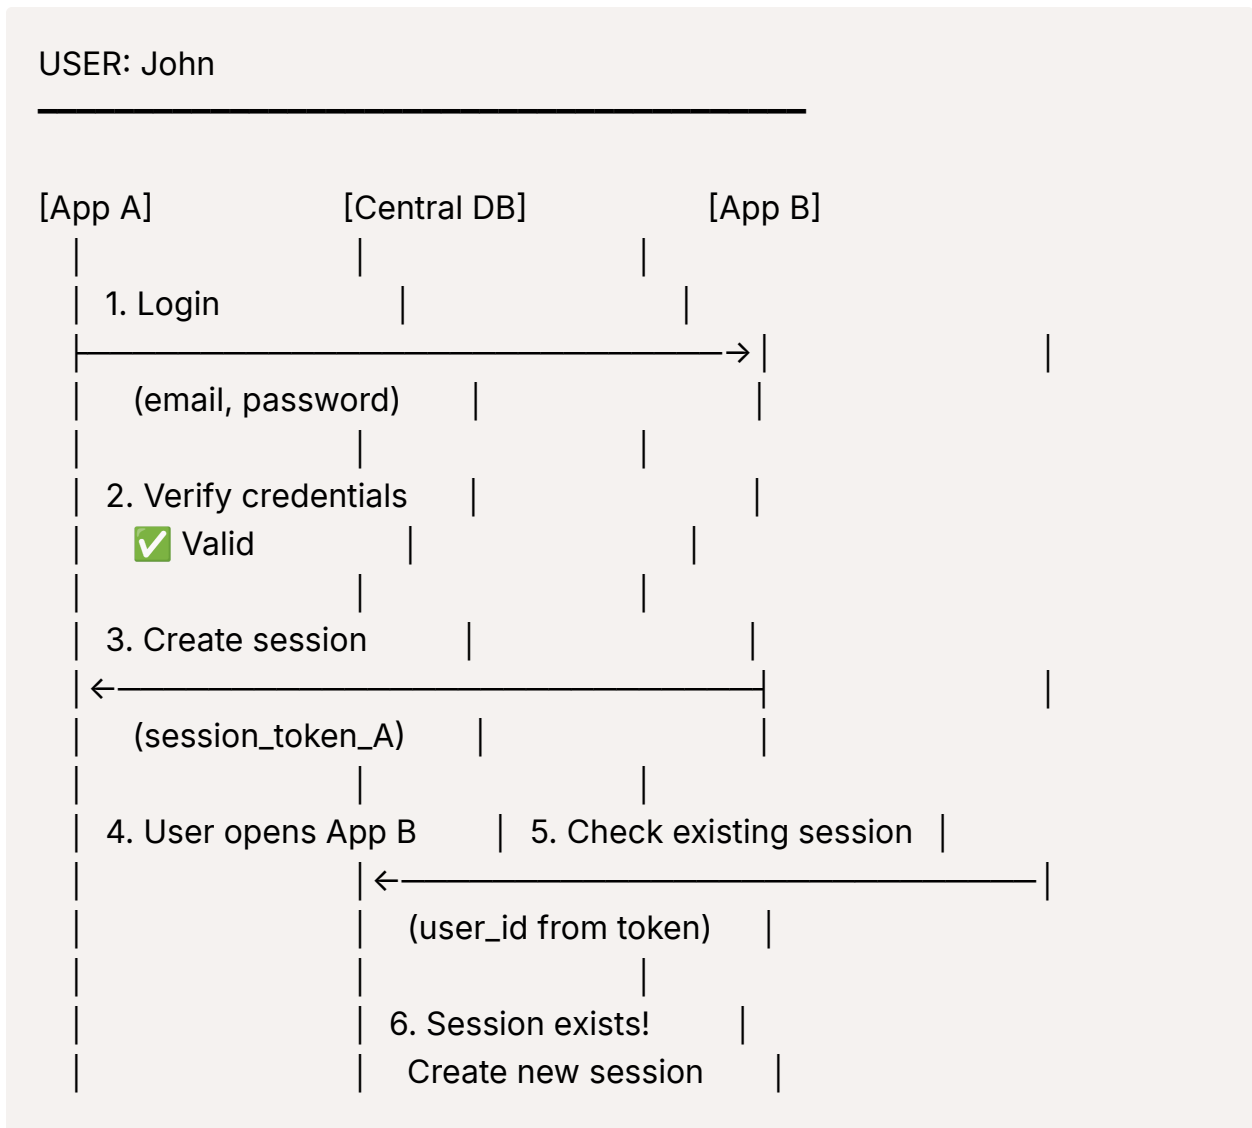 USER: John
━━━━━━━━━━━━━━━━━━━━━━━━━━━━━━━━━━━━━━━━
[App A] [Central DB] [App B]
│ │ │
│ 1. Login │ │
├────────────────────────────→│ │
│ (email, password) │ │
│ │ │
│ 2. Verify credentials │ │
│ ✅ Valid │ │
│ │ │
│ 3. Create session │ │
│←────────────────────────────┤ │
│ (session_token_A) │ │
│ │ │
│ 4. User opens App B │ 5. Check existing session │
│ │←────────────────────────────│
│ │ (user_id from token) │
│ │ │
│ │ 6. Session exists! │
│ │ Create new session │